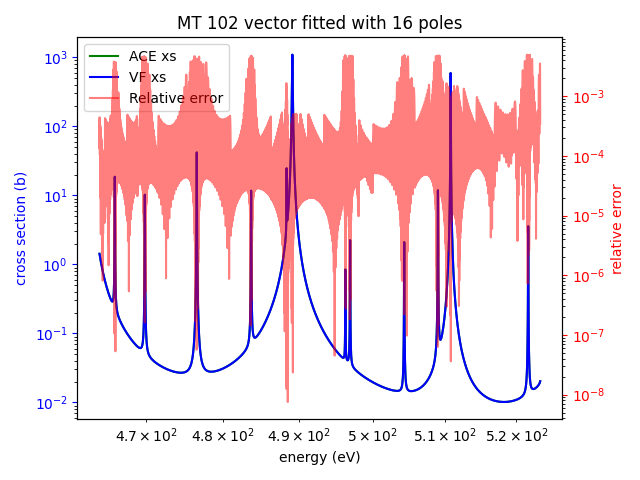 MT 102 vector fitted with 16 poles
ACE xs
VF xs
Relative error
10³
10²
10¹
10⁰
10⁻¹
10⁻²
cross section (b)
10⁻³
10⁻⁴
10⁻⁵
10⁻⁶
10⁻⁷
10⁻⁸
relative error
4.7 × 10² 4.8 × 10² 4.9 × 10² 5 × 10² 5.1 × 10² 5.2 × 10²
energy (eV)